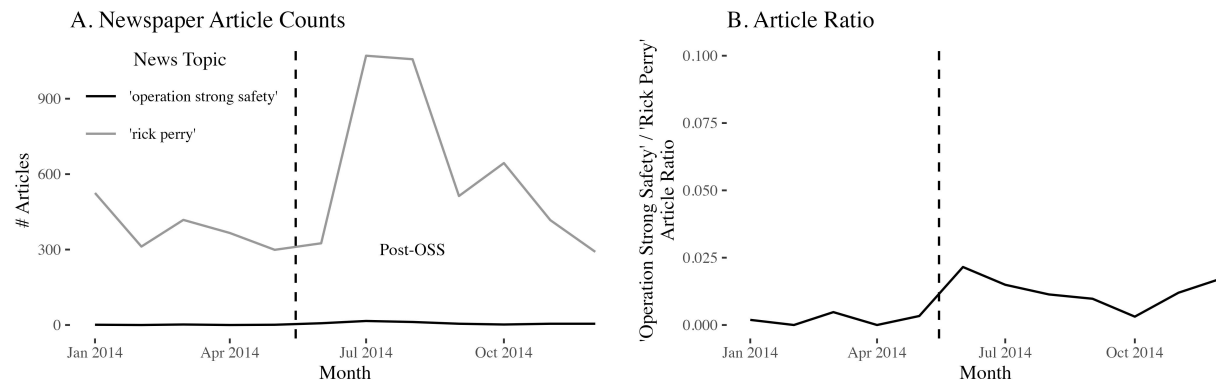 A. Newspaper Article Counts
News Topic
'operation strong safety'
'rick perry'
# Articles
900
600
300
0
Post-OSS
Jan 2014
Apr 2014
Jul 2014
Oct 2014
Month
B. Article Ratio
'Operation Strong Safety' / 'Rick Perry'
Article Ratio
0.100
0.075
0.050
0.025
0.000
Jan 2014
Apr 2014
Jul 2014
Oct 2014
Month